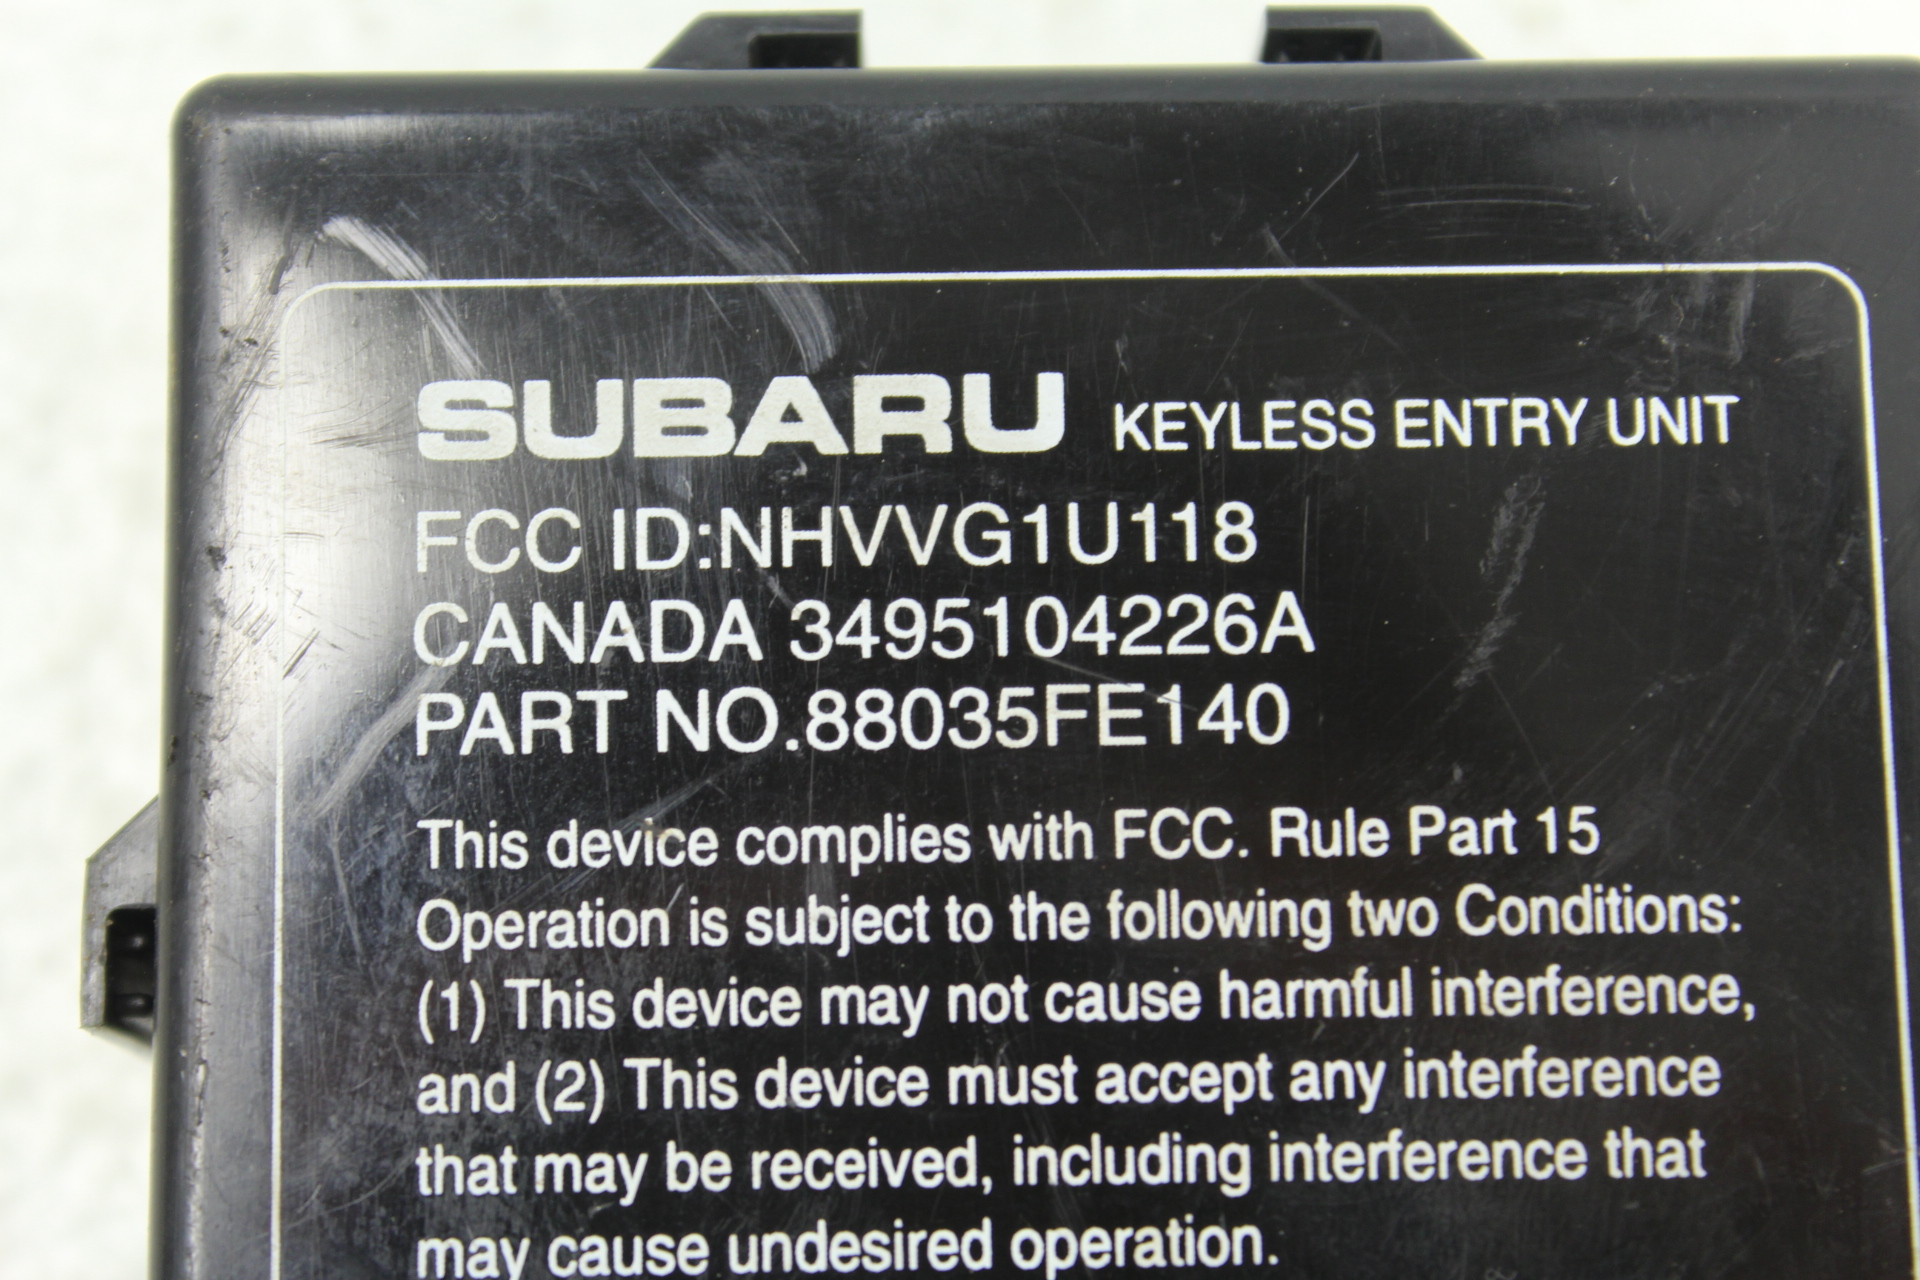 SUBARU KEYLESS ENTRY UNIT
FCC ID:NHVVG1U118
CANADA 3495104226A
PART NO.88035FE140
This device complies with FCC. Rule Part 15
Operation is subject to the following two Conditions:
(1) This device may not cause harmful interference,
and (2) This device must accept any interference
that may be received, including interference that
may cause undesired operation.